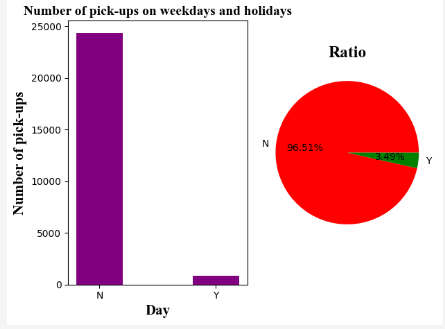 Number of pick-ups on weekdays and holidays
Number of pick-ups
25000
20000
15000
10000
5000
0
N
Y
Day
Ratio
N
96.51%
3.49%
Y